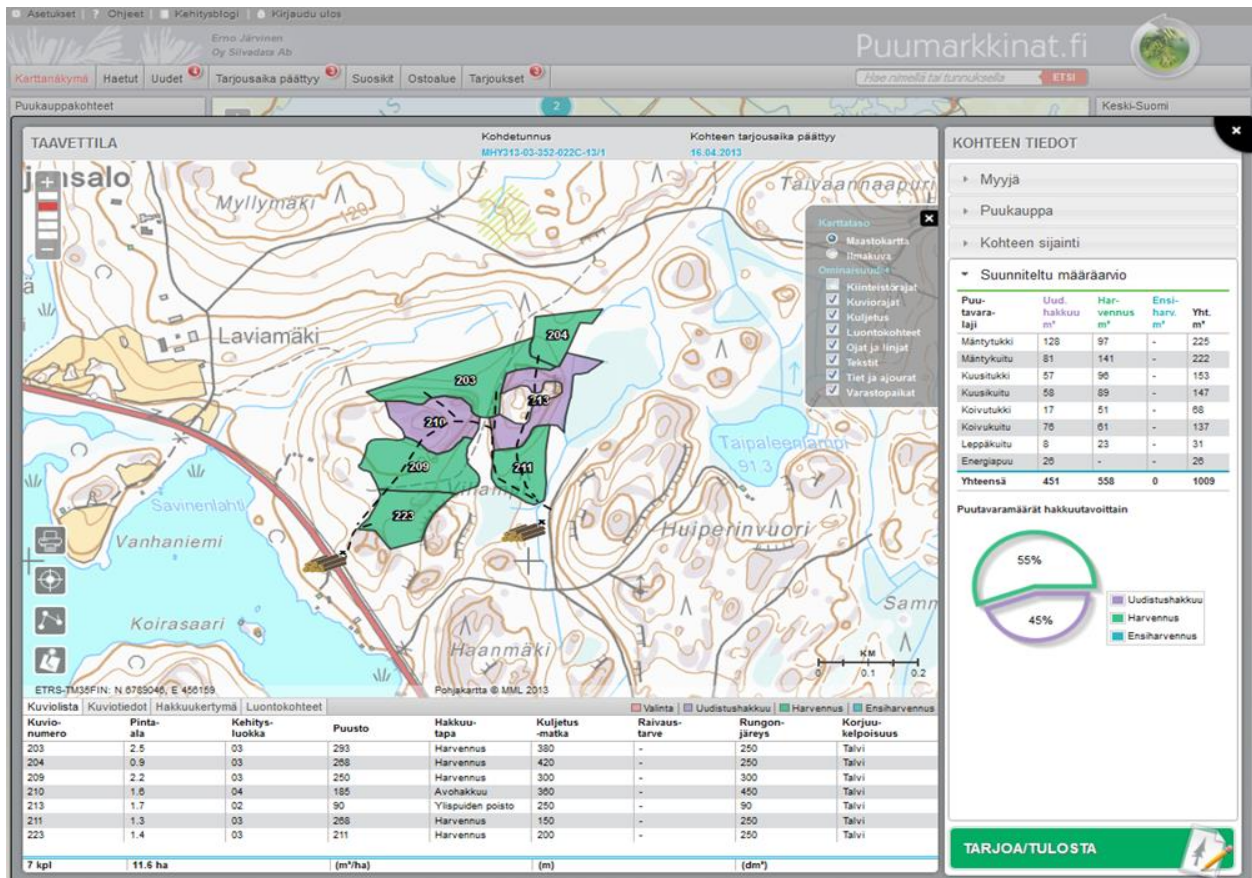 Asetukset | ? Ohjeet | Kehitysblogi | Kirjaudu ulos
Erno Järvinen
Oy Silvadata Ab
Puumarkkinat.fi
Karttanäkymä Haetut Uudet 4 Tarjousaika päättyy 3 Suosikit Ostoalue Tarjoukset 3
Hae nimellä tai tunnuksella ETSI
Puukauppakohteet 2 Keski-Suomi
TAAVETTILA
Kohdetunnus
MHY313-03-352-022C-13/1
Kohteen tarjousaika päättyy
16.04.2013
Myllymäki
120
Taivaannaapuri
Laviamäki
Savinenlahti
Vanhaniemi
Koirasaari
Haanmäki
Huiperinvuori
Taipaleenlampi
91,3
204
203
213
210
209
211
223
Karttataso
Maastokartta
Ilmakuva
Ominaisuudet
Kiinteistörajat
Kuviorajat
Kuljetus
Luontokohteet
Ojat ja linjat
Tekstit
Tiet ja ajourat
Varastopaikat
KM
0 0.1 0.2
ETRS-TM35FIN: N 6789046, E 456159
Pohjakartta © MML 2013
Kuviolista Kuviotiedot Hakkuukertymä Luontokohteet
Valinta | Uudistushakkuu | Harvennus | Ensiharvennus
Kuvio- Pinta- Kehitys- Puusto Hakkuu- Kuljetus Raivaus- Rungon- Korjuu-
numero ala luokka tapa -matka tarve järeys kelpoisuus
203 2.5 03 293 Harvennus 380 - 250 Talvi
204 0.9 03 268 Harvennus 420 - 250 Talvi
209 2.2 03 250 Harvennus 300 - 300 Talvi
210 1.6 04 185 Avohakkuu 360 - 450 Talvi
213 1.7 02 90 Ylispuiden poisto 250 - 90 Talvi
211 1.3 03 268 Harvennus 150 - 250 Talvi
223 1.4 03 211 Harvennus 200 - 250 Talvi
7 kpl 11.6 ha (m³/ha) (m) (dm³)
KOHTEEN TIEDOT
Myyjä
Puukauppa
Kohteen sijainti
Suunniteltu määräarvio
Puu- Uud. Har- Ensi-
tavara- hakkuu vennus harv. Yht.
laji m³ m³ m³ m³
Mäntytukki 128 97 - 225
Mäntykuitu 81 141 - 222
Kuusitukki 57 96 - 153
Kuusikuitu 58 89 - 147
Koivutukki 17 51 - 68
Koivukuitu 76 61 - 137
Leppäkuitu 8 23 - 31
Energiapuu 26 - - 26
Yhteensä 451 558 0 1009
Puutavaramäärät hakkuutavoittain
55%
45%
Uudistushakkuu
Harvennus
Ensiharvennus
TARJOA/TULOSTA